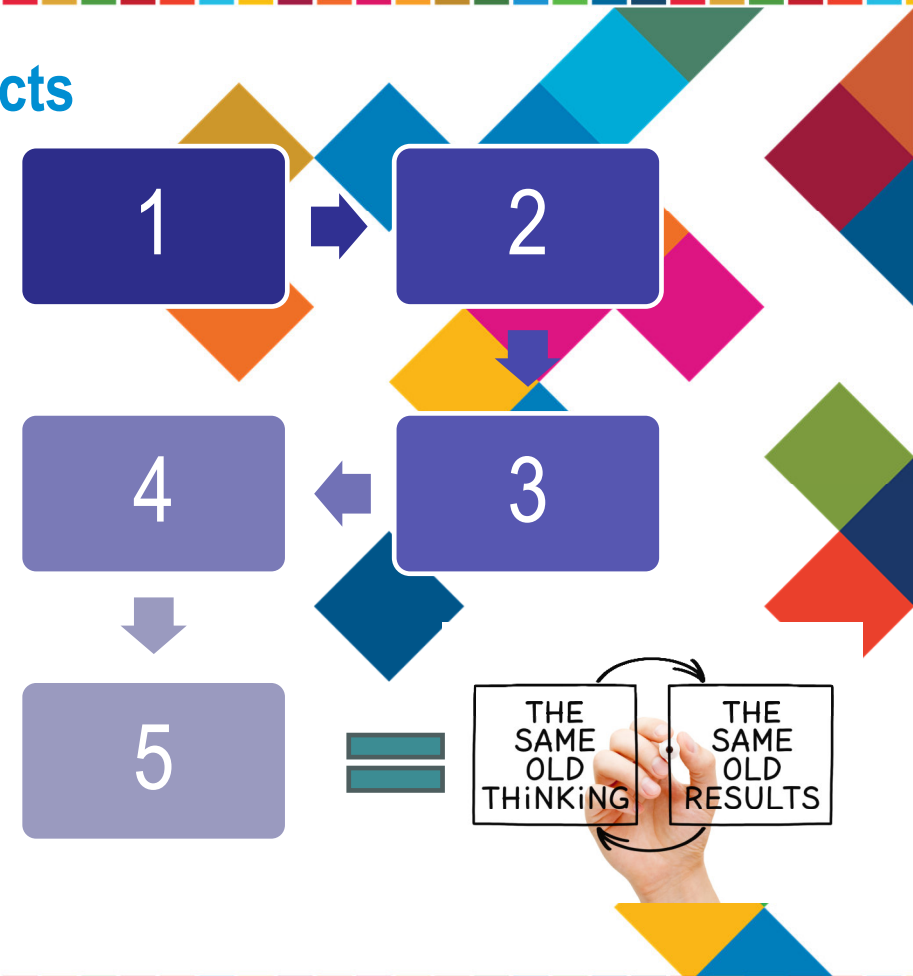 cts
1
2
4
3
5
THE
SAME
OLD
THiNKiNG
THE
SAME
OLD
RESULTS